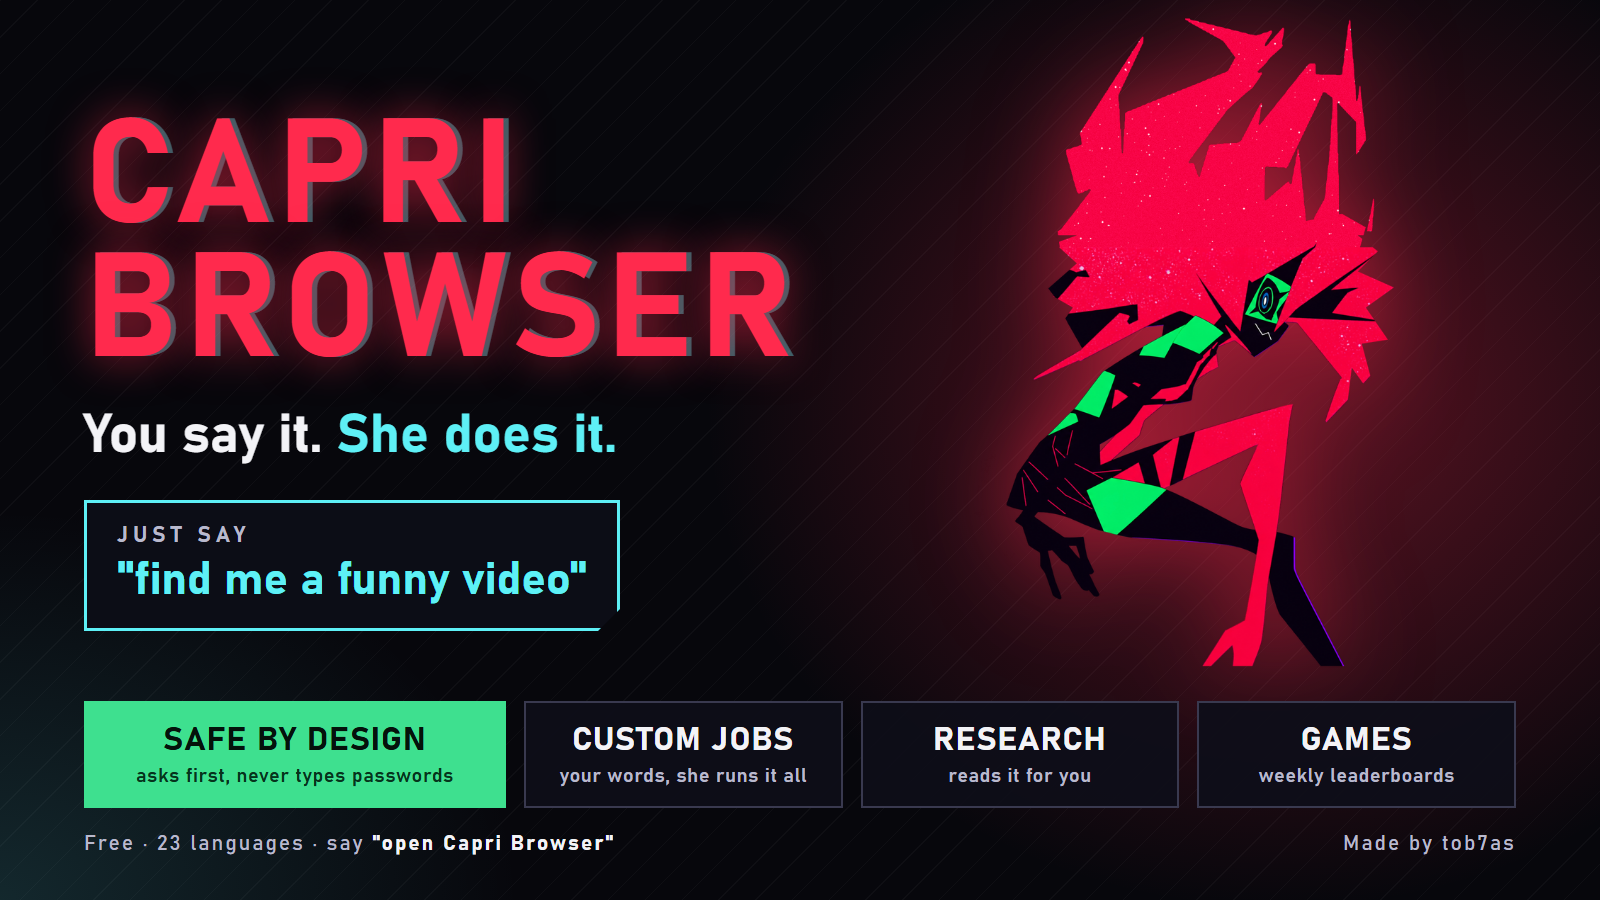 CAPRI
BROWSER
You say it. She does it.
JUST SAY
"find me a funny video"
SAFE BY DESIGN
asks first, never types passwords
CUSTOM JOBS
your words, she runs it all
RESEARCH
reads it for you
GAMES
weekly leaderboards
Free · 23 languages · say "open Capri Browser"
Made by tob7as